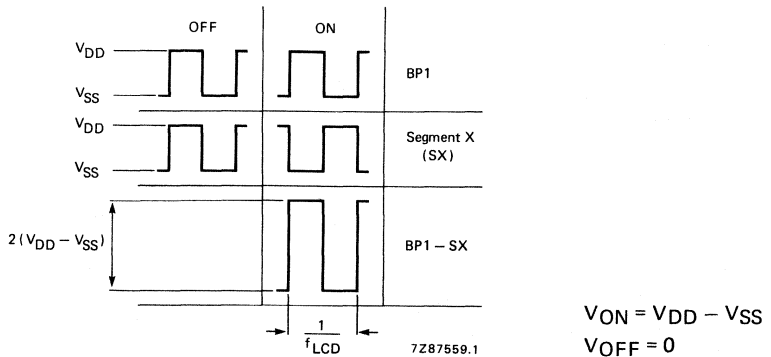 OFF ON
VDD
VSS
BP1
VDD
VSS
Segment X
(SX)
2 (VDD – VSS)
BP1 – SX
1
fLCD
7Z87559.1
VON = VDD – VSS
VOFF = 0